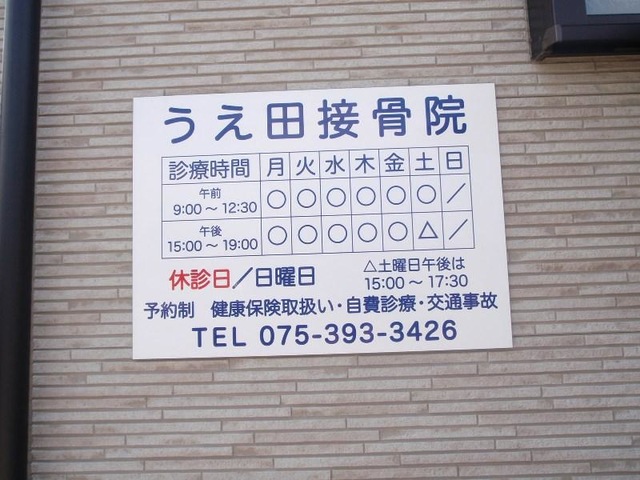 うえ田接骨院
診療時間 月 火 水 木 金 土 日
午前
9:00～12:30 ○ ○ ○ ○ ○ ○ ／
午後
15:00～19:00 ○ ○ ○ ○ ○ △ ／
休診日／日曜日
△土曜日午後は
15:00～17:30
予約制 健康保険取扱い・自費診療・交通事故
TEL 075-393-3426